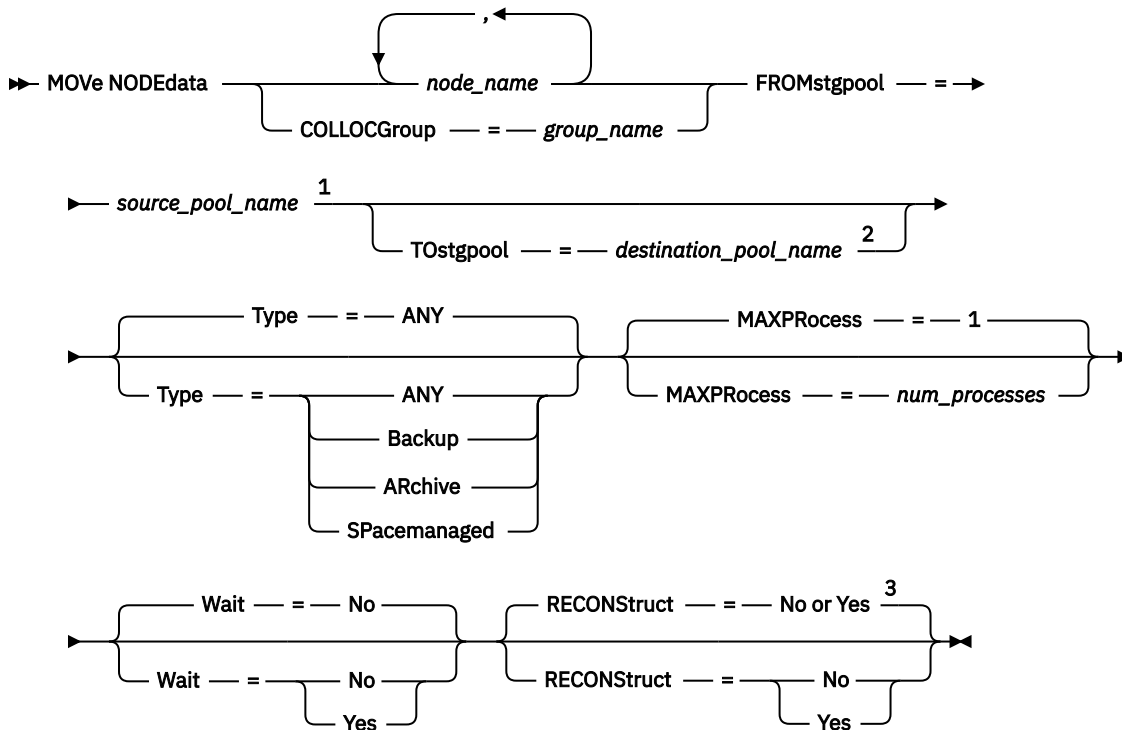 ,
MOVe NODEdata node_name FROMstgpool =
COLLOCGroup = group_name
source_pool_name 1
TOstgpool = destination_pool_name 2
Type = ANY MAXPRocess = 1
Type = ANY MAXPRocess = num_processes
Backup
ARchive
SPacemanaged
Wait = No RECONStruct = No or Yes 3
Wait = No RECONStruct = No
Yes Yes